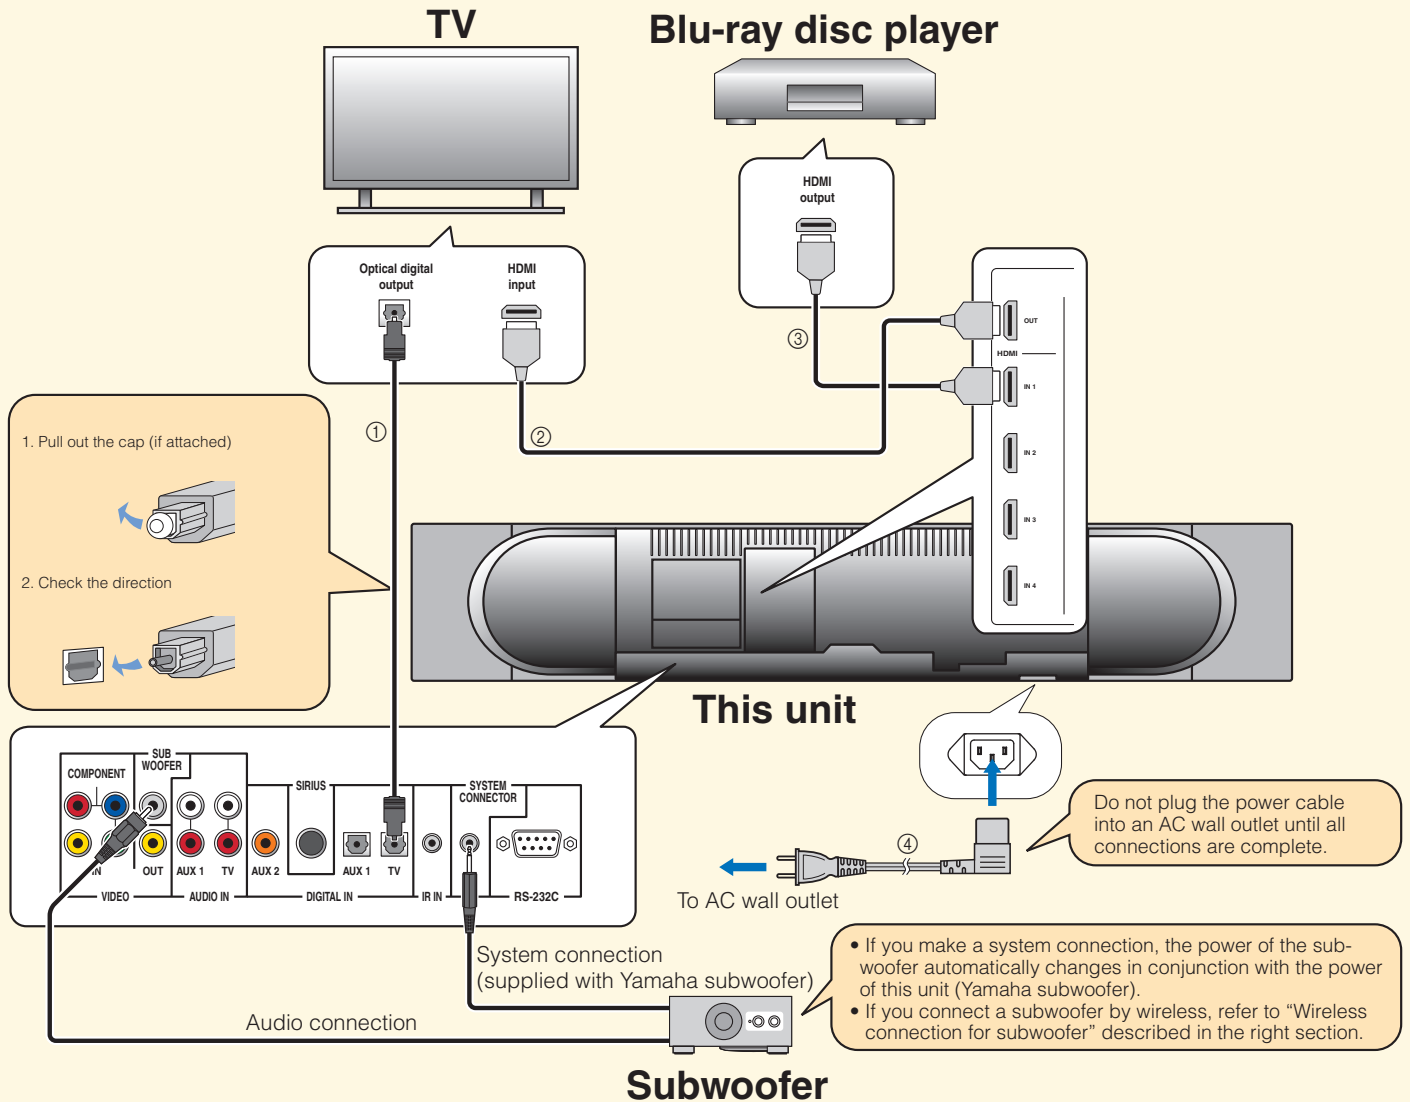 TV
Blu-ray disc player
HDMI
output
Optical digital
output
HDMI
input
OUT
HDMI
IN 1
IN 2
IN 3
IN 4
③
①
②
1. Pull out the cap (if attached)
2. Check the direction
This unit
SUB
WOOFER
COMPONENT
SIRIUS
SYSTEM
CONNECTOR
IN
OUT
AUX 1
TV
AUX 2
AUX 1
TV
VIDEO
AUDIO IN
DIGITAL IN
IR IN
RS-232C
Do not plug the power cable
into an AC wall outlet until all
connections are complete.
④
To AC wall outlet
System connection
(supplied with Yamaha subwoofer)
Audio connection
• If you make a system connection, the power of the sub-
woofer automatically changes in conjunction with the power
of this unit (Yamaha subwoofer).
• If you connect a subwoofer by wireless, refer to “Wireless
connection for subwoofer” described in the right section.
Subwoofer